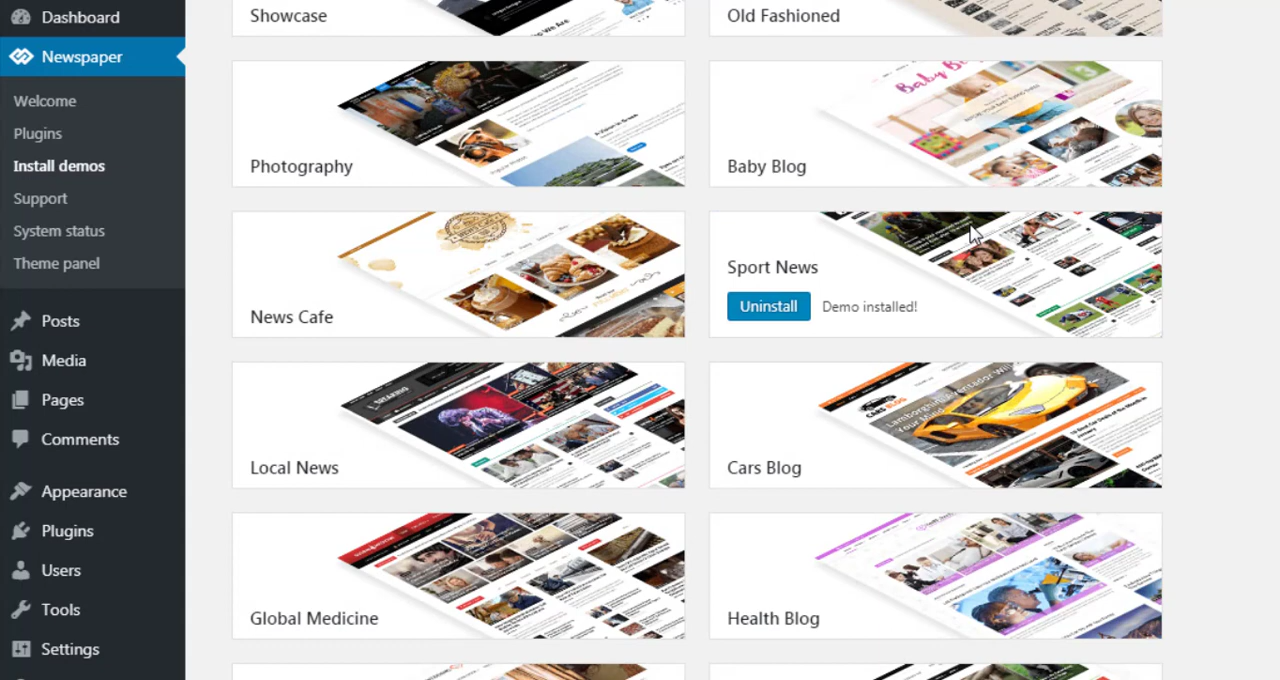 Dashboard
Newspaper
Welcome
Plugins
Install demos
Support
System status
Theme panel
Posts
Media
Pages
Comments
Appearance
Plugins
Users
Tools
Settings
Showcase
Old Fashioned
Photography
Baby Blog
News Cafe
Sport News
Uninstall Demo installed!
Local News
Cars Blog
CARS BLOG
Global Medicine
Health Blog